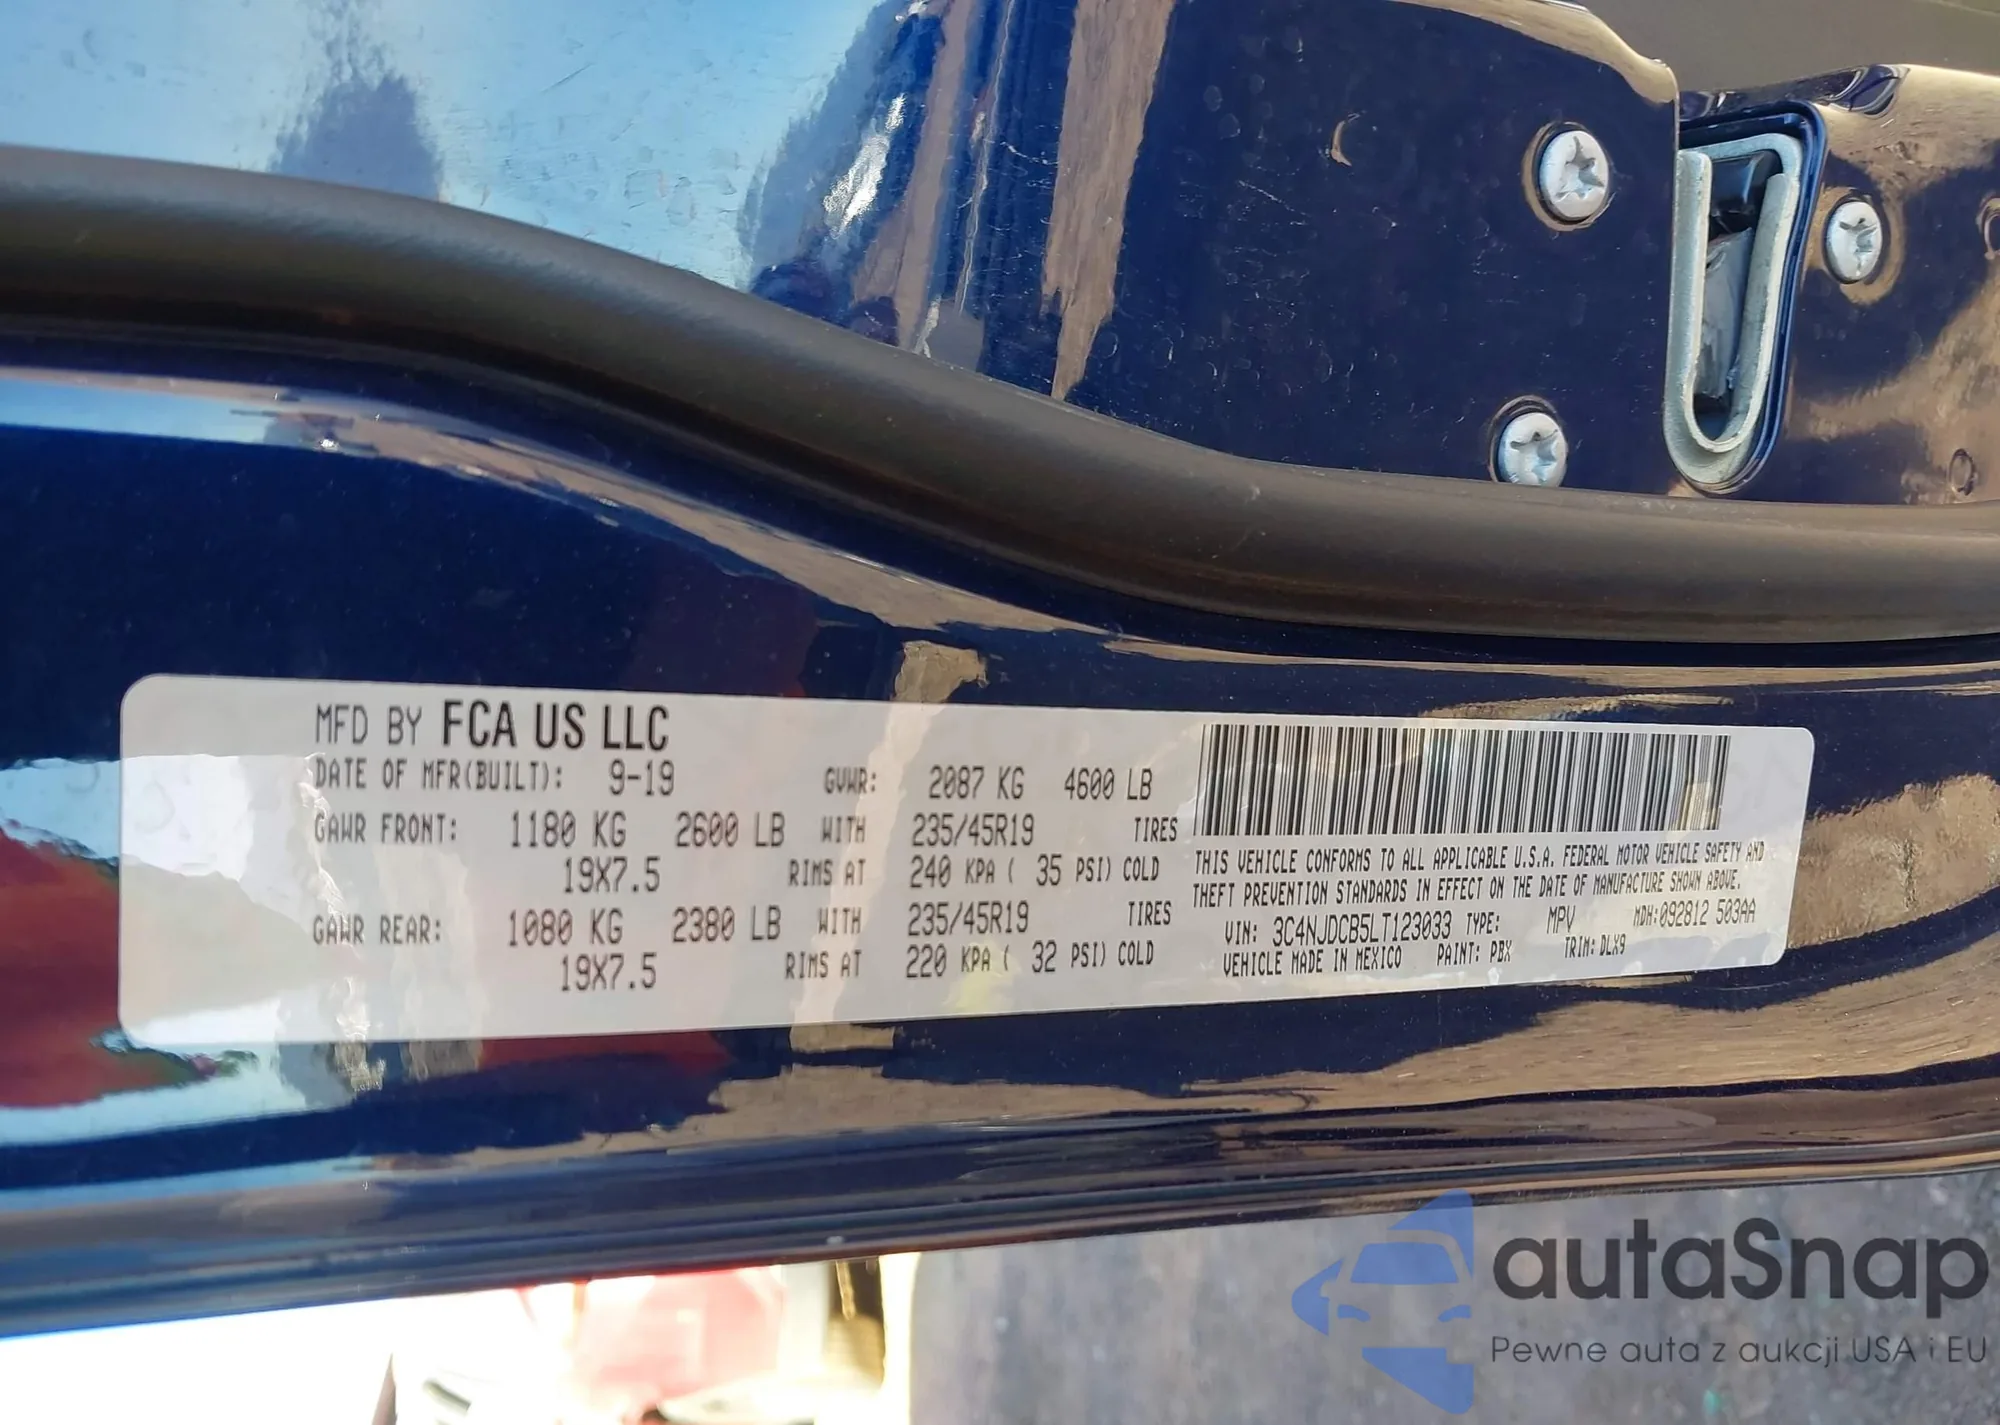 MFD BY FCA US LLC
DATE OF MFR(BUILT): 9-19 GVWR: 2087 KG 4600 LB
GAWR FRONT: 1180 KG 2600 LB WITH 235/45R19 TIRES
19X7.5 RIMS AT 240 KPA ( 35 PSI) COLD
GAWR REAR: 1080 KG 2380 LB WITH 235/45R19 TIRES
19X7.5 RIMS AT 220 KPA ( 32 PSI) COLD
THIS VEHICLE CONFORMS TO ALL APPLICABLE U.S.A. FEDERAL MOTOR VEHICLE SAFETY AND
THEFT PREVENTION STANDARDS IN EFFECT ON THE DATE OF MANUFACTURE SHOWN ABOVE.
VIN: 3C4NJDCB5LT123033 TYPE: MPV MDH:092812 503AA
VEHICLE MADE IN MEXICO PAINT: PBX TRIM: DLX9
autaSnap
Pewne auta z aukcji USA i EU